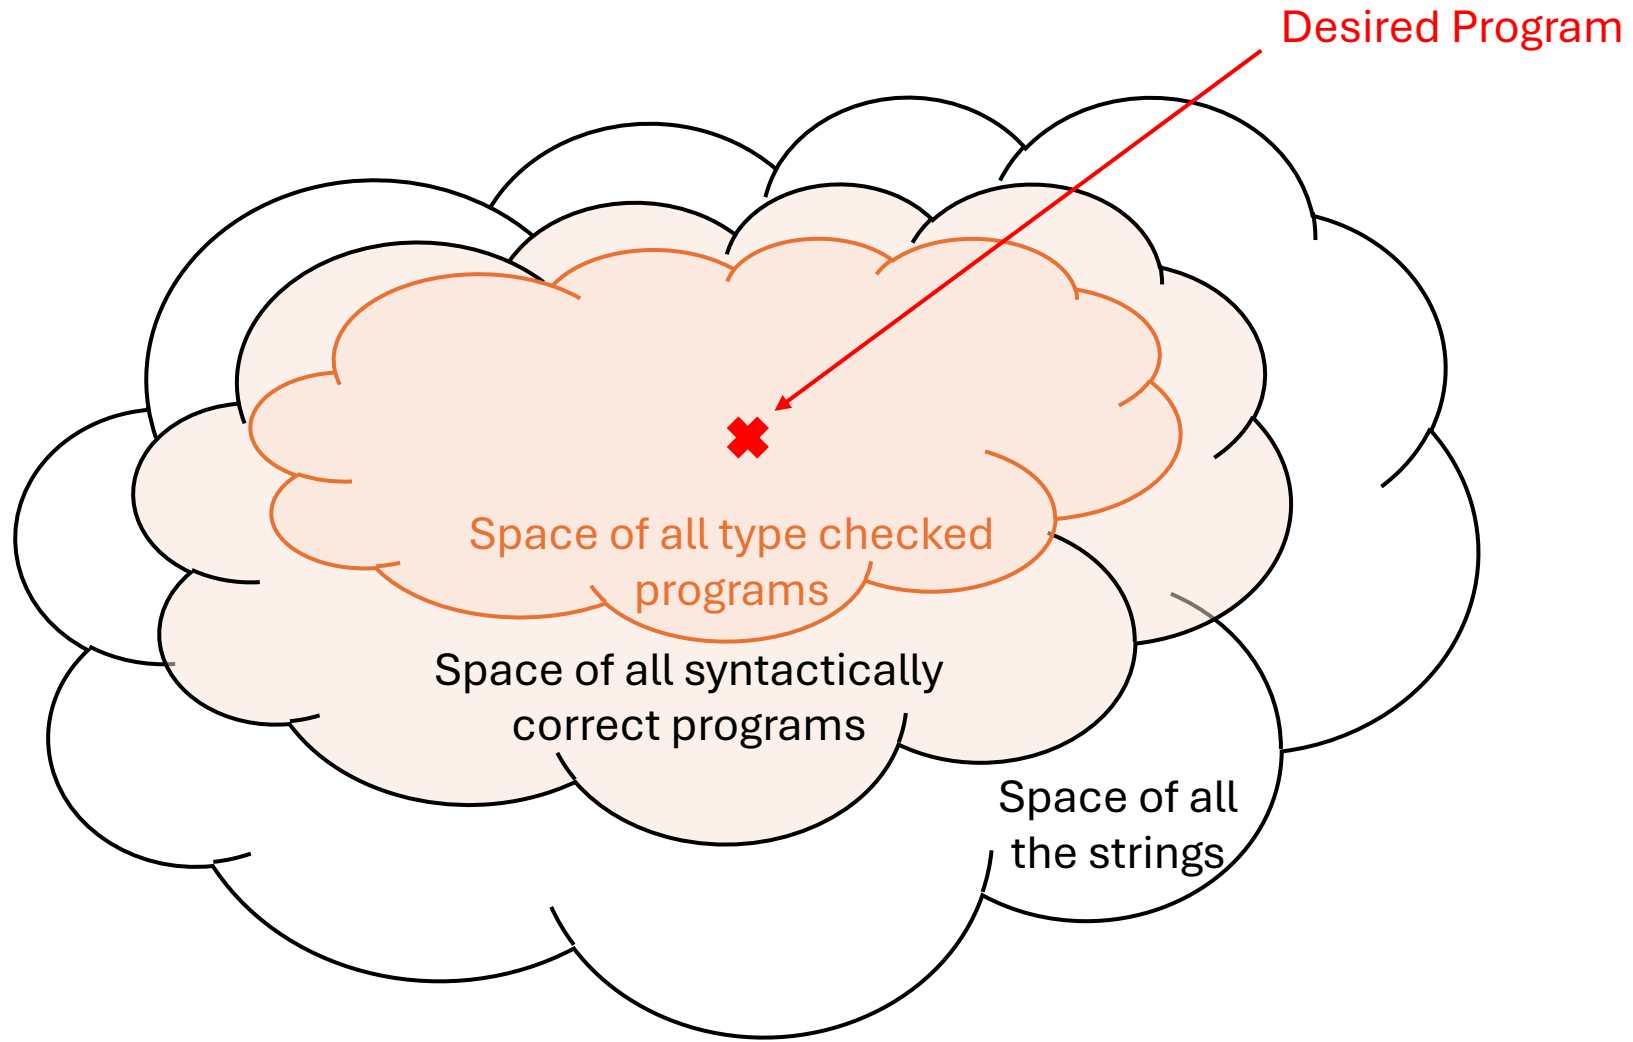 Desired Program
Space of all type checked
programs
Space of all syntactically
correct programs
Space of all
the strings